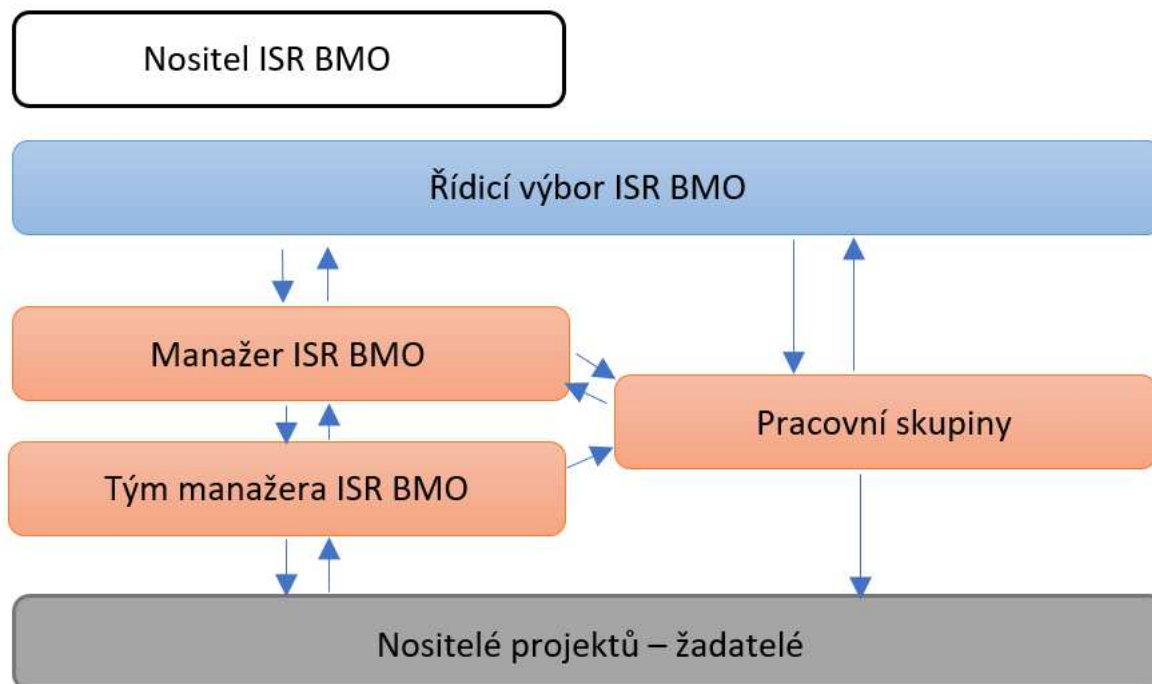 Nositel ISR BMO
Řídicí výbor ISR BMO
Manažer ISR BMO
Pracovní skupiny
Tým manažera ISR BMO
Nositelé projektů – žadatelé